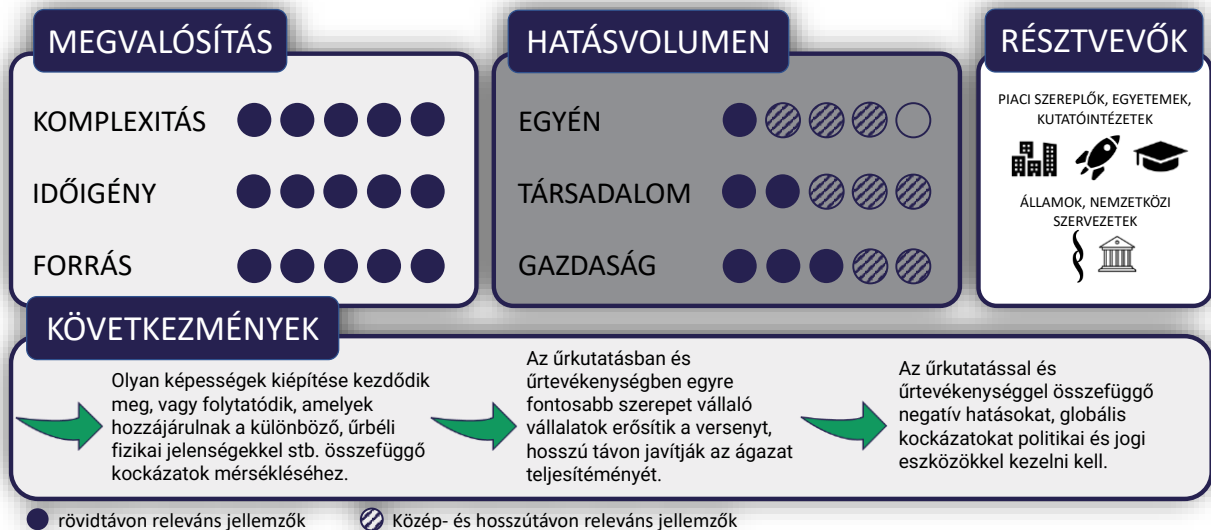 MEGVALÓSÍTÁS
KOMPLEXITÁS
IDŐIGÉNY
FORRÁS
HATÁSVOLUMEN
EGYÉN
TÁRSADALOM
GAZDASÁG
RÉSZTVEVŐK
PIACI SZEREPLŐK, EGYETEMEK,
KUTATÓINTÉZETEK
ÁLLAMOK, NEMZETKÖZI
SZERVEZETEK
KÖVETKEZMÉNYEK
Olyan képességek kiépítése kezdődik
meg, vagy folytatódik, amelyek
hozzájárulnak a különböző, űrbéli
fizikai jelenségekkel stb. összefüggő
kockázatok mérsékléséhez.
Az űrkutatásban és
űrtevékenységben egyre
fontosabb szerepet vállaló
vállalatok erősítik a versenyt,
hosszú távon javítják az ágazat
teljesítéményét.
Az űrkutatással és
űrtevékenységgel összefüggő
negatív hatásokat, globális
kockázatokat politikai és jogi
eszközökkel kezelni kell.
rövidtávon releváns jellemzők
Közép- és hosszútávon releváns jellemzők